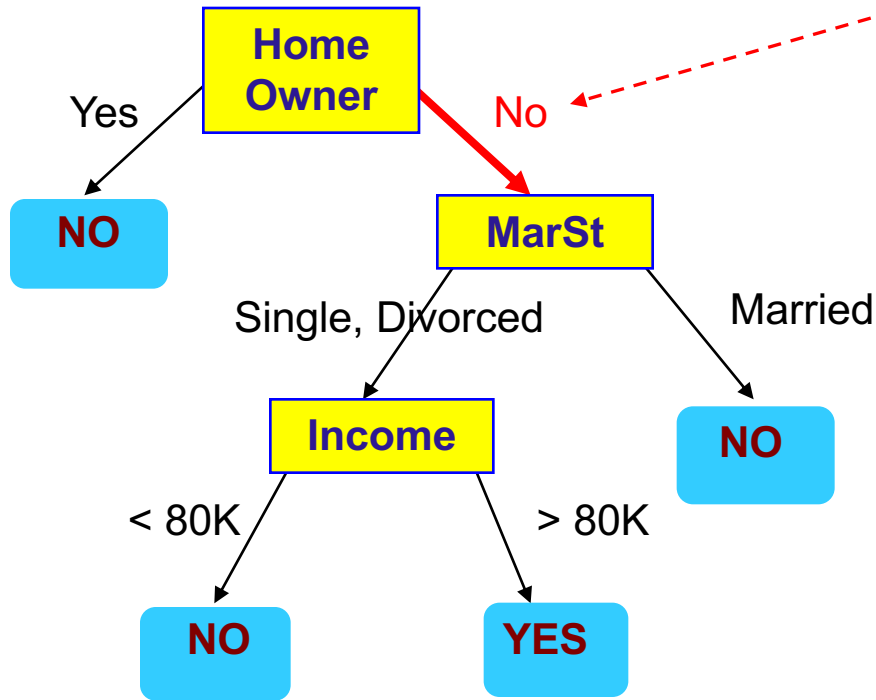 Home
Owner
Yes
No
NO
MarSt
Single, Divorced
Married
Income
NO
< 80K
> 80K
NO
YES